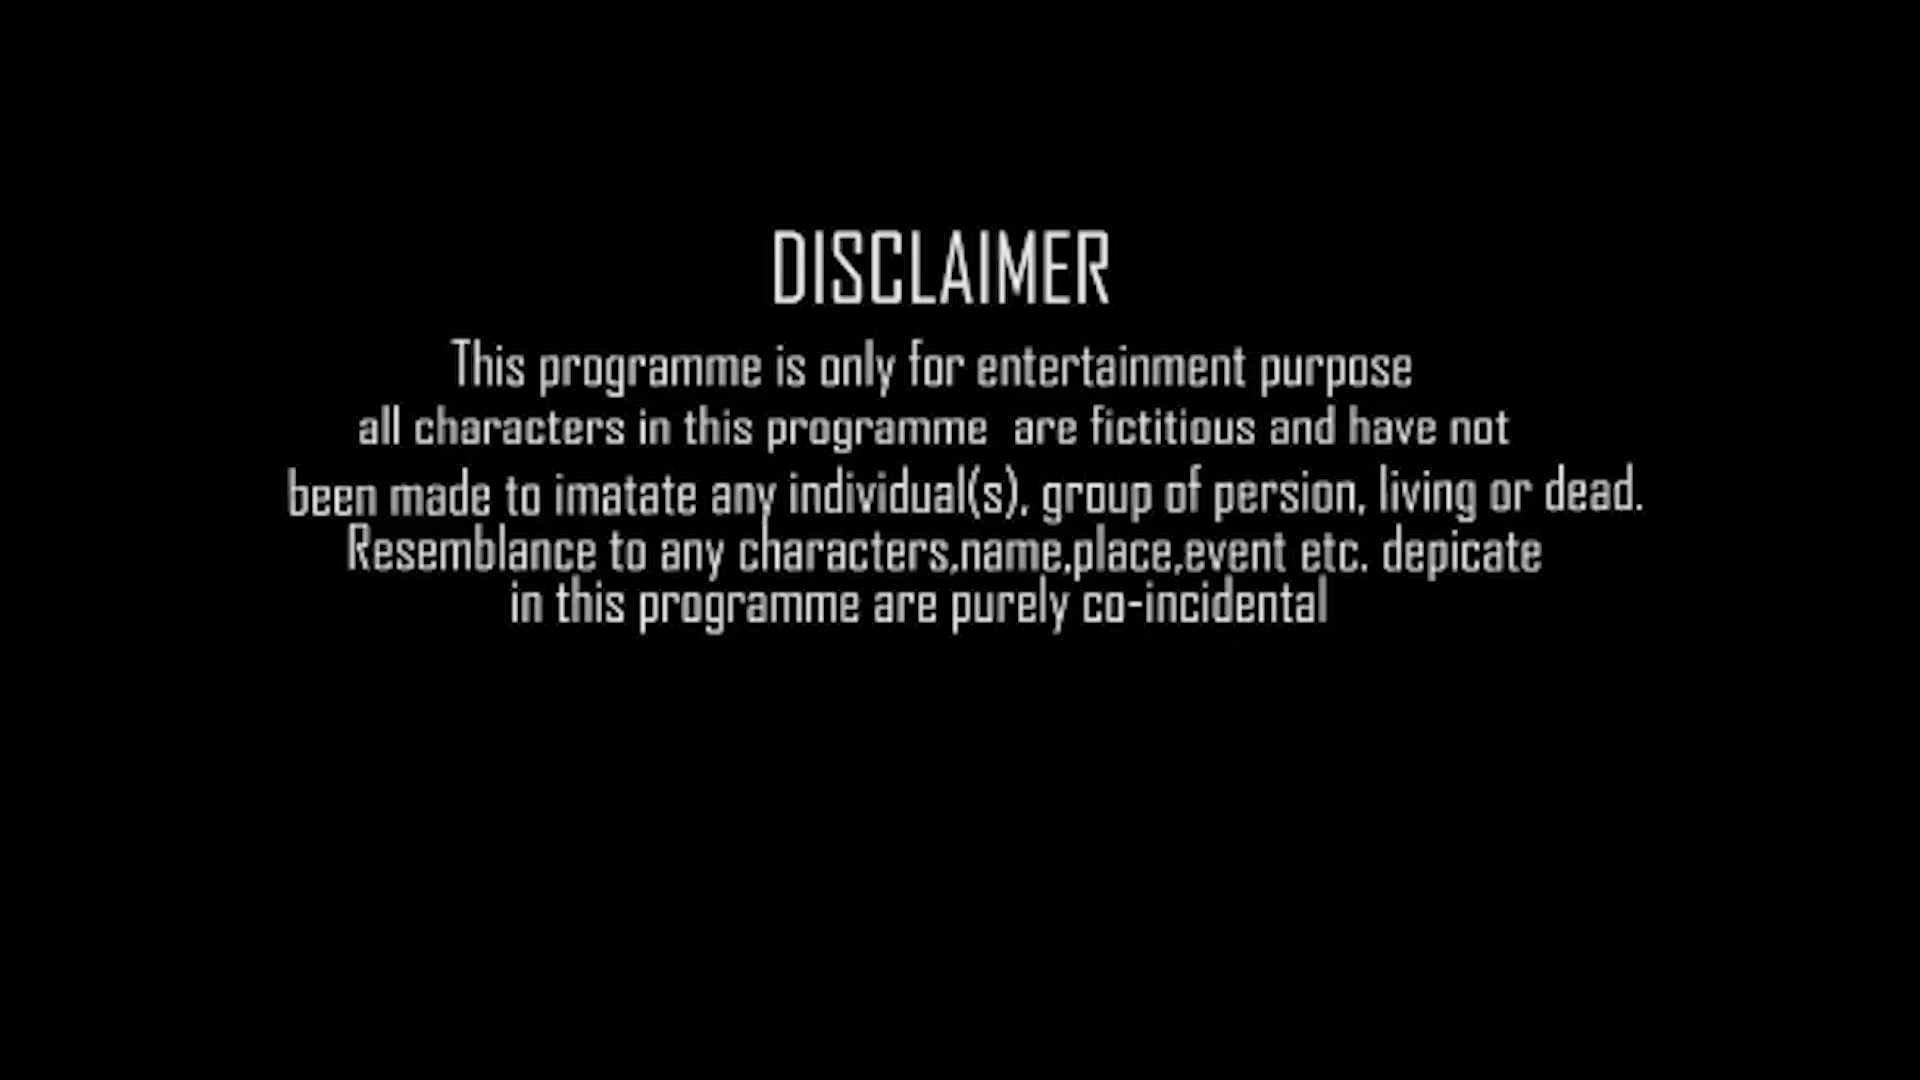 DISCLAIMER
This programme is only for entertainment purpose
all characters in this programme are fictitious and have not
been made to imatate any individual(s), group of persion, living or dead.
Resemblance to any characters,name,place,event etc. depicate
in this programme are purely co-incidental